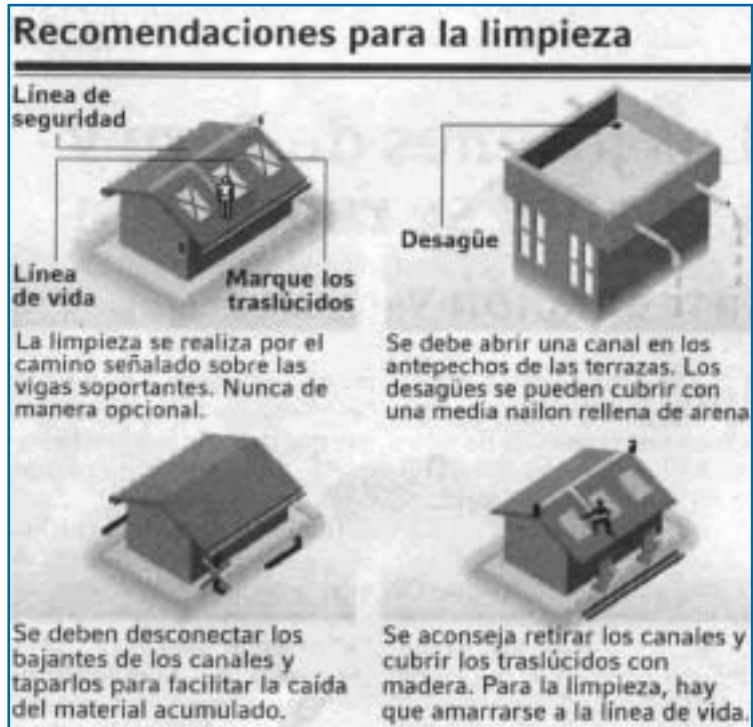 Recomendaciones para la limpieza
Línea de
seguridad
Línea
de vida
Marque los
traslúcidos
La limpieza se realiza por el
camino señalado sobre las
vigas soportantes. Nunca de
manera opcional.
Desagüe
Se debe abrir una canal en los
antepechos de las terrazas. Los
desagües se pueden cubrir con
una media nailon rellena de arena
Se deben desconectar los
bajantes de los canales y
taparlos para facilitar la caída
del material acumulado.
Se aconseja retirar los canales y
cubrir los traslúcidos con
madera. Para la limpieza, hay
que amarrarse a la línea de vida.